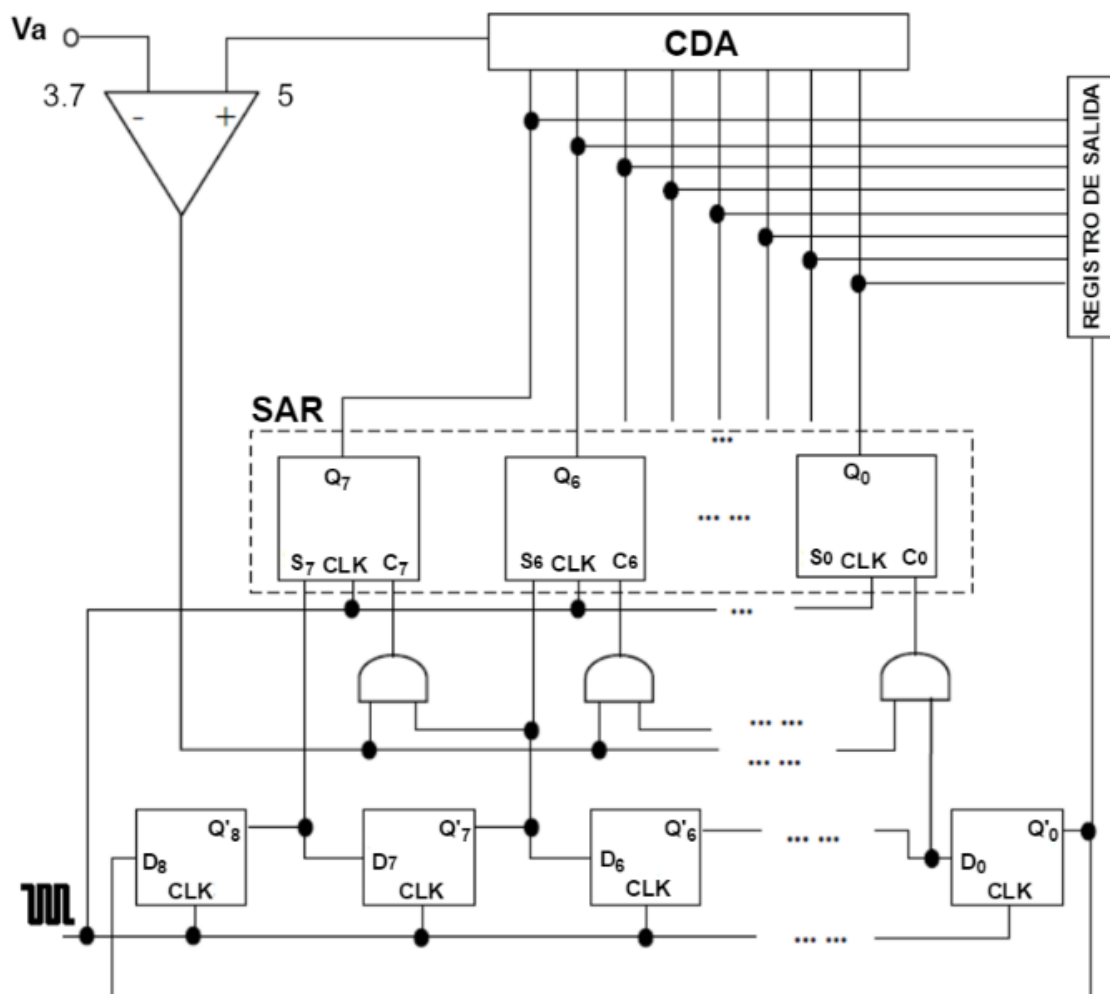 Va
CDA
3.7
5
- +
REGISTRO DE SALIDA
SAR
...
Q7
Q6
Q0
... ...
S7 CLK C7
S6 CLK C6
S0 CLK C0
...
... ...
... ...
Q'8
Q'7
Q'6
Q'0
... ...
D8
D7
D6
D0
CLK
CLK
CLK
CLK
... ...